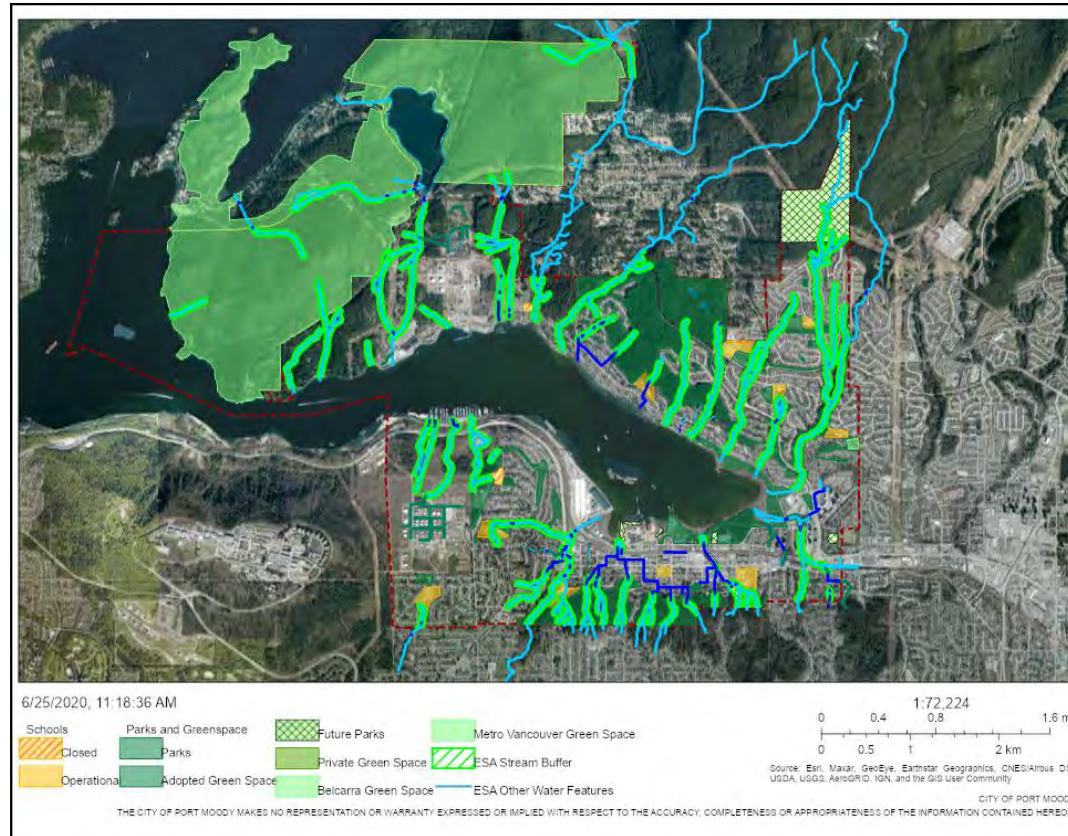 6/25/2020, 11:18:36 AM
1:72,224
Schools
Closed
Operational
Parks and Greenspace
Parks
Adopted Green Space
Future Parks
Private Green Space
Belcarra Green Space
Metro Vancouver Green Space
ESA Stream Buffer
ESA Other Water Features
0 0.4 0.8 1.6 m
0 0.5 1 2 km
Source: Esri, Maxar, GeoEye, Earthstar Geographics, CNES/Airbus DS
USDA, USGS, AeroGRID, IGN, and the GIS User Community
CITY OF PORT MOOD
THE CITY OF PORT MOODY MAKES NO REPRESENTATION OR WARRANTY EXPRESSED OR IMPLIED WITH RESPECT TO THE ACCURACY, COMPLETENESS OR APPROPRIATENESS OF THE INFORMATION CONTAINED HEREO